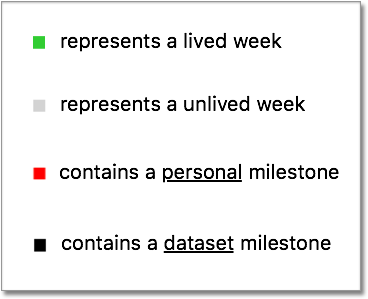 represents a lived week
represents a unlived week
contains a personal milestone
contains a dataset milestone